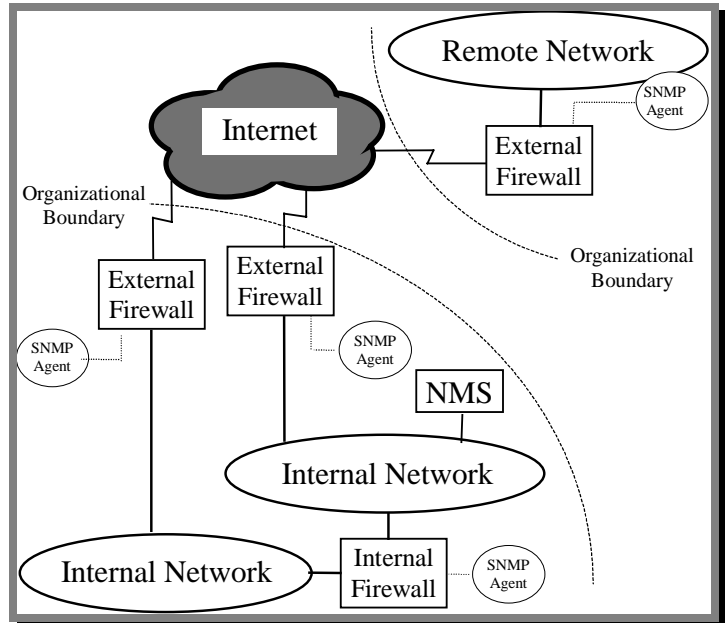 Remote Network
SNMP
Agent
Internet
External
Firewall
Organizational
Boundary
Organizational
Boundary
External
Firewall
External
Firewall
SNMP
Agent
SNMP
Agent
NMS
Internal Network
Internal Network
Internal
Firewall
SNMP
Agent